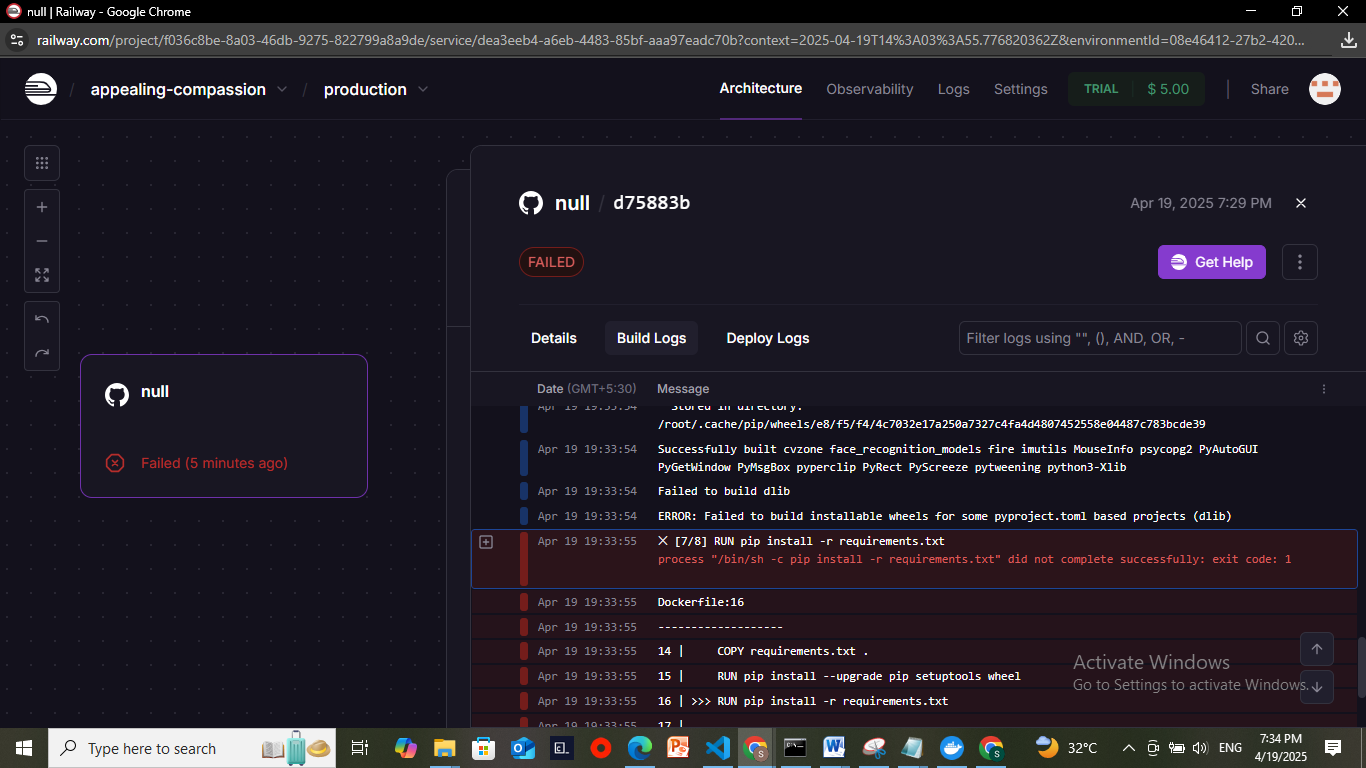 null | Railway - Google Chrome
railway.com/project/f036c8be-8a03-46db-9275-822799a8a9de/service/dea3eeb4-a6eb-4483-85bf-aaa97eadc70b?context=2025-04-19T14%3A03%3A55.776820362Z&environmentId=08e46412-27b2-420...
/ appealing-compassion / production
Architecture Observability Logs Settings TRIAL $ 5.00 | Share
null / d75883b
Apr 19, 2025 7:29 PM
FAILED
Get Help
Details Build Logs Deploy Logs
Filter logs using "", (), AND, OR, -
Date (GMT+5:30) Message
Apr 19 19:33:54 Stored in directory:
/root/.cache/pip/wheels/e8/f5/f4/4c7032e17a250a7327c4fa4d4807452558e04487c783bcde39
Apr 19 19:33:54 Successfully built cvzone face_recognition_models fire imutils MouseInfo psycopg2 PyAutoGUI
PyGetWindow PyMsgBox pyperclip PyRect PyScreeze pytweening python3-Xlib
Apr 19 19:33:54 Failed to build dlib
Apr 19 19:33:54 ERROR: Failed to build installable wheels for some pyproject.toml based projects (dlib)
Apr 19 19:33:55 ✕ [7/8] RUN pip install -r requirements.txt
process "/bin/sh -c pip install -r requirements.txt" did not complete successfully: exit code: 1
Apr 19 19:33:55 Dockerfile:16
Apr 19 19:33:55 -------------------
Apr 19 19:33:55 14 | COPY requirements.txt .
Apr 19 19:33:55 15 | RUN pip install --upgrade pip setuptools wheel
Apr 19 19:33:55 16 | >>> RUN pip install -r requirements.txt
Apr 19 19:33:55 17 |
null
Failed (5 minutes ago)
Activate Windows
Go to Settings to activate Windows.
Type here to search
32°C
ENG
7:34 PM
4/19/2025